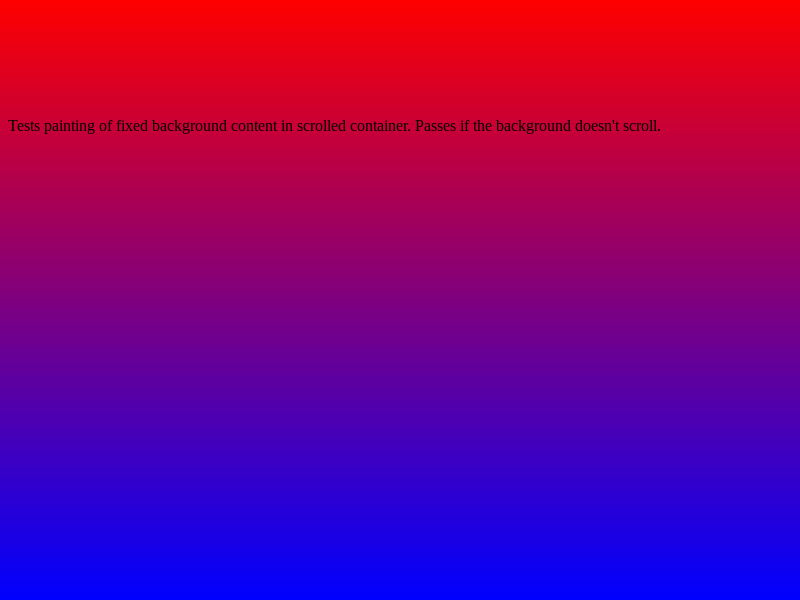 Tests painting of fixed background content in scrolled container. Passes if the background doesn't scroll.